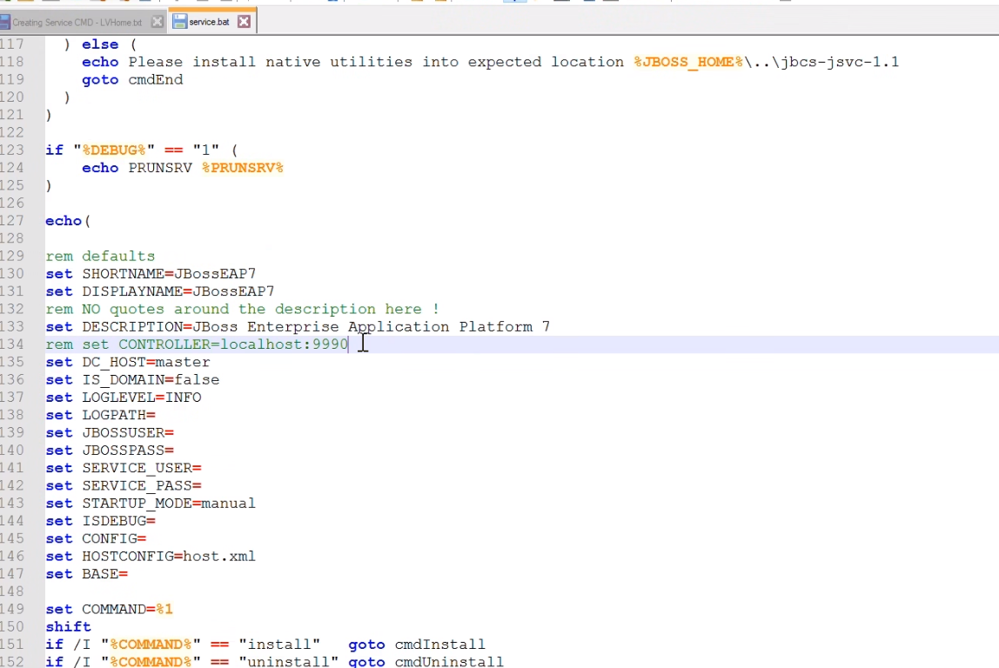 Creating Service CMD - LVHome.txt
service.bat
117 ) else (
118 echo Please install native utilities into expected location %JBOSS_HOME%\..\jbcs-jsvc-1.1
119 goto cmdEnd
120 )
121 )
122
123 if "%DEBUG%" == "1" (
124 echo PRUNSRV %PRUNSRV%
125 )
126
127 echo(
128
129 rem defaults
130 set SHORTNAME=JBossEAP7
131 set DISPLAYNAME=JBossEAP7
132 rem NO quotes around the description here !
133 set DESCRIPTION=JBoss Enterprise Application Platform 7
134 rem set CONTROLLER=localhost:9990
135 set DC_HOST=master
136 set IS_DOMAIN=false
137 set LOGLEVEL=INFO
138 set LOGPATH=
139 set JBOSSUSER=
140 set JBOSSPASS=
141 set SERVICE_USER=
142 set SERVICE_PASS=
143 set STARTUP_MODE=manual
144 set ISDEBUG=
145 set CONFIG=
146 set HOSTCONFIG=host.xml
147 set BASE=
148
149 set COMMAND=%1
150 shift
151 if /I "%COMMAND%" == "install" goto cmdInstall
152 if /I "%COMMAND%" == "uninstall" goto cmdUninstall